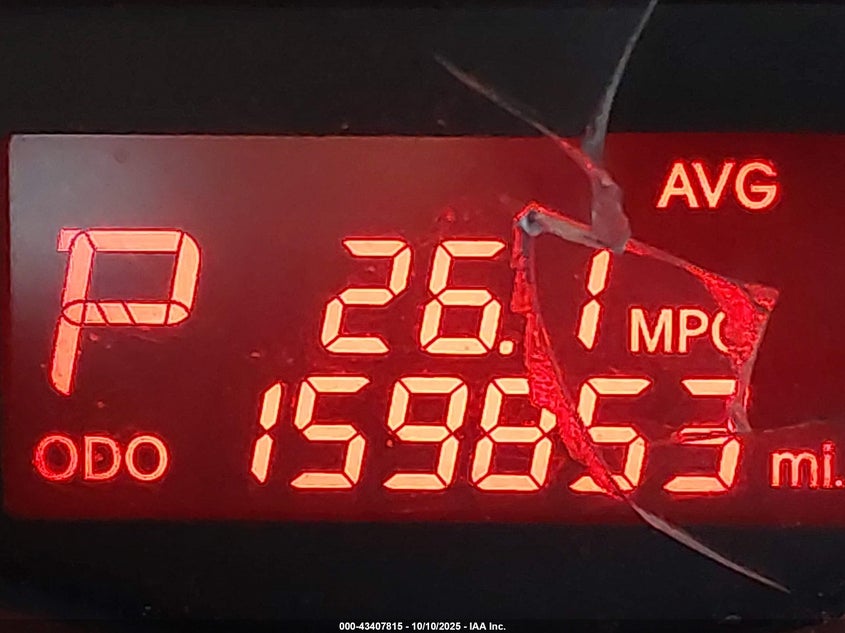 AVG
P 26.1 MPG
ODO 159853 mi.
000-43407815 - 10/10/2025 - IAA Inc.